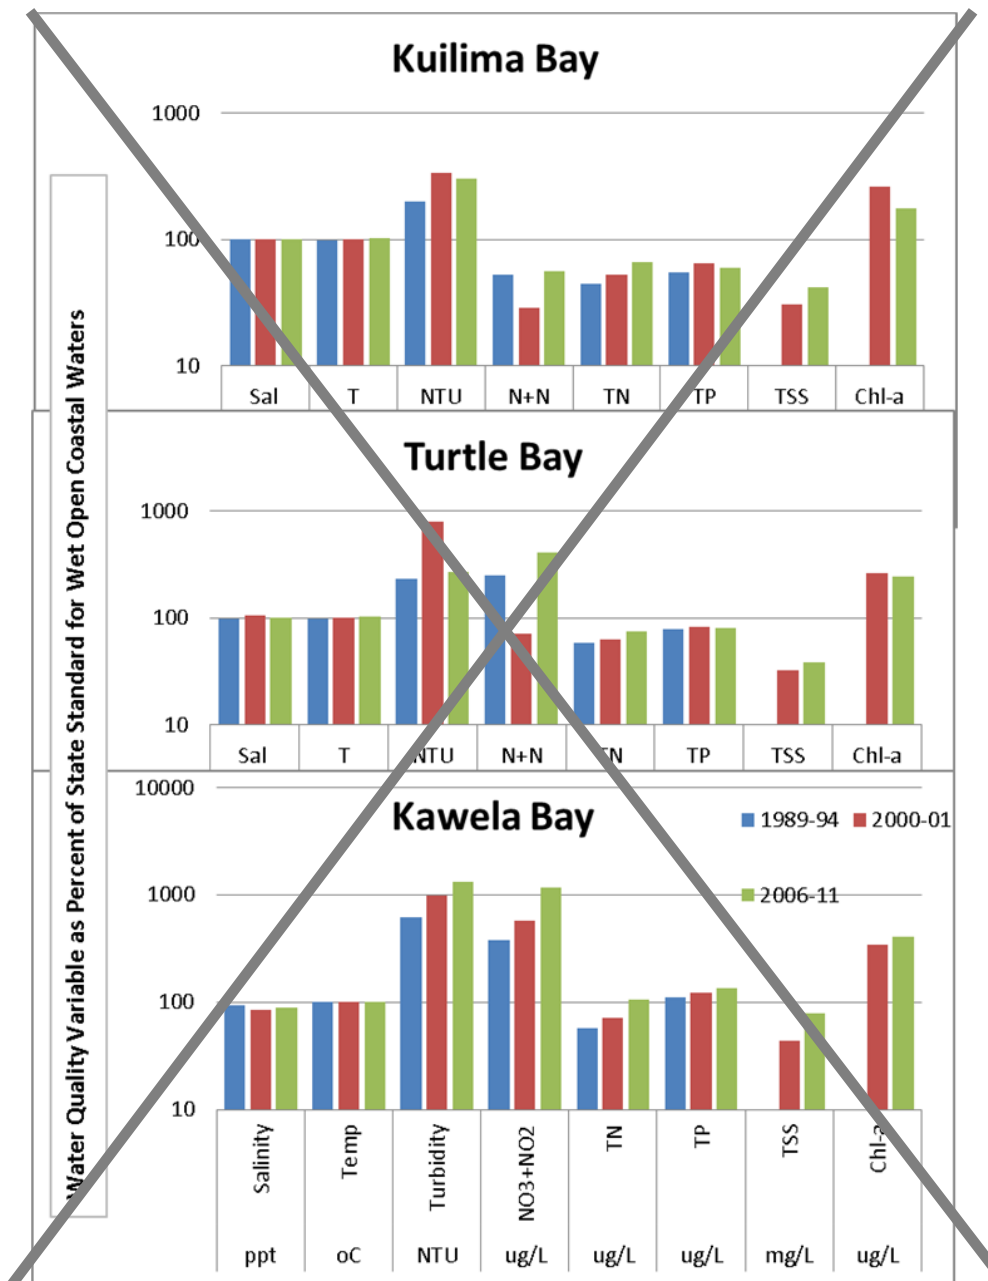 Water Quality Variable as Percent of State Standard for Wet Open Coastal Waters
Kuilima Bay
1000
100
10
Sal T NTU N+N TN TP TSS Chl-a
Turtle Bay
1000
100
10
Sal T NTU N+N TN TP TSS Chl-a
Kawela Bay
10000
1000
100
10
1989-94 2000-01
2006-11
Salinity Temp Turbidity NO3+NO2 TN TP TSS Chl-a
ppt oC NTU ug/L ug/L ug/L mg/L ug/L